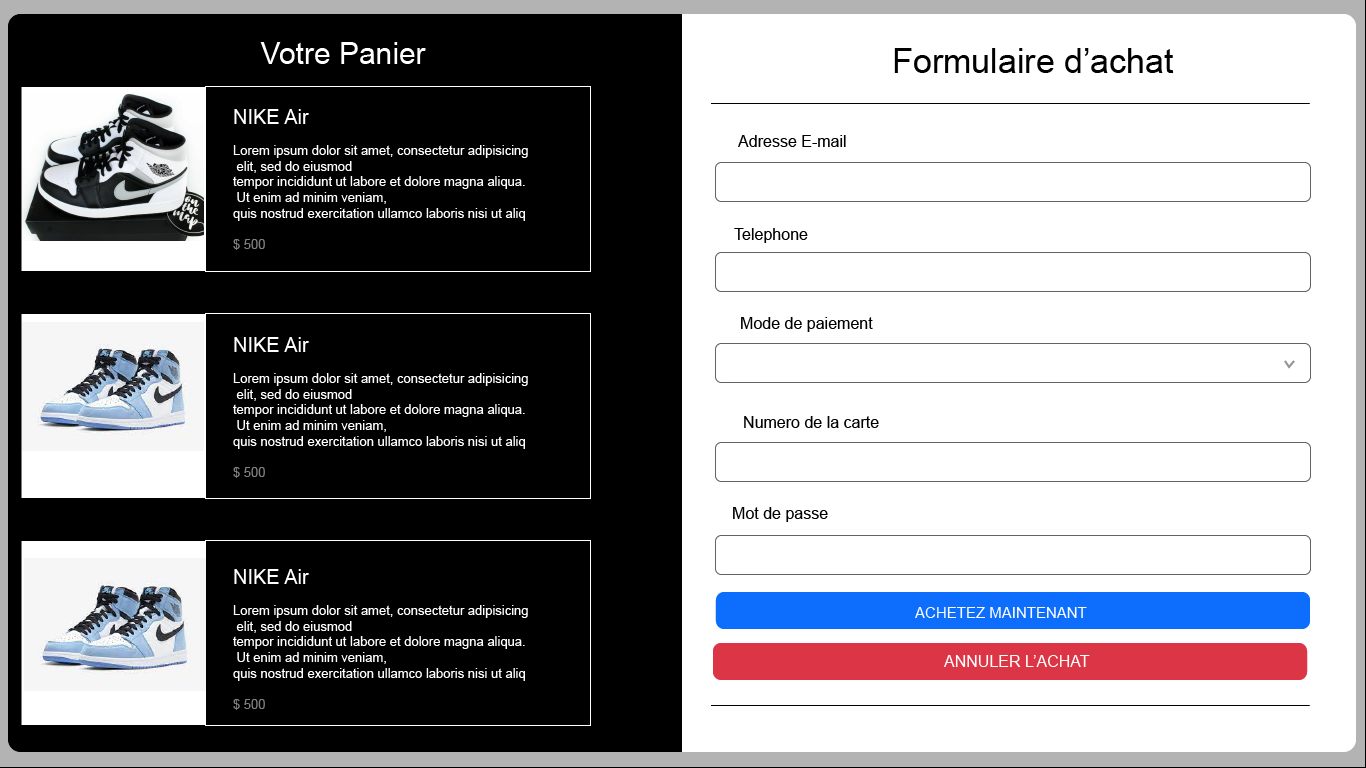 Votre Panier
NIKE Air
Lorem ipsum dolor sit amet, consectetur adipisicing
elit, sed do eiusmod
tempor incididunt ut labore et dolore magna aliqua.
Ut enim ad minim veniam,
quis nostrud exercitation ullamco laboris nisi ut aliq
$ 500
on
the
map
NIKE Air
Lorem ipsum dolor sit amet, consectetur adipisicing
elit, sed do eiusmod
tempor incididunt ut labore et dolore magna aliqua.
Ut enim ad minim veniam,
quis nostrud exercitation ullamco laboris nisi ut aliq
$ 500
NIKE Air
Lorem ipsum dolor sit amet, consectetur adipisicing
elit, sed do eiusmod
tempor incididunt ut labore et dolore magna aliqua.
Ut enim ad minim veniam,
quis nostrud exercitation ullamco laboris nisi ut aliq
$ 500
Formulaire d’achat
Adresse E-mail
Telephone
Mode de paiement
Numero de la carte
Mot de passe
ACHETEZ MAINTENANT
ANNULER L’ACHAT